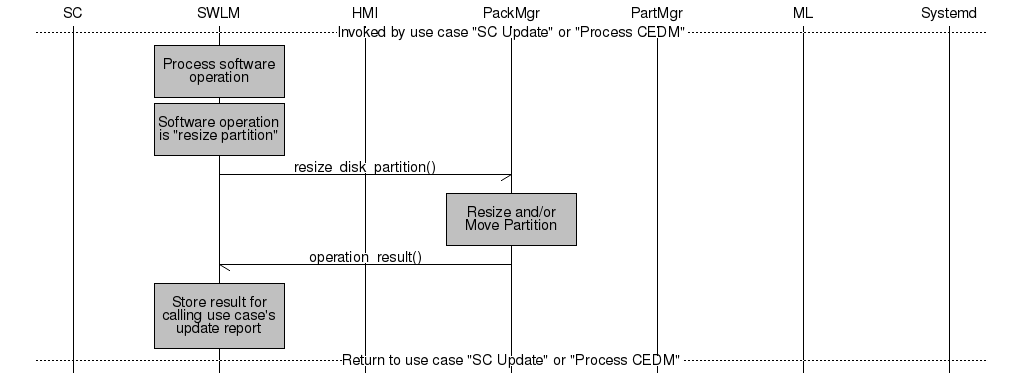 SC SWLM HMI PackMgr PartMgr ML Systemd
Invoked by use case "SC Update" or "Process CEDM"
Process software
operation
Software operation
is "resize partition"
resize_disk_partition()
Resize and/or
Move Partition
operation_result()
Store result for
calling use case's
update report
Return to use case "SC Update" or "Process CEDM"